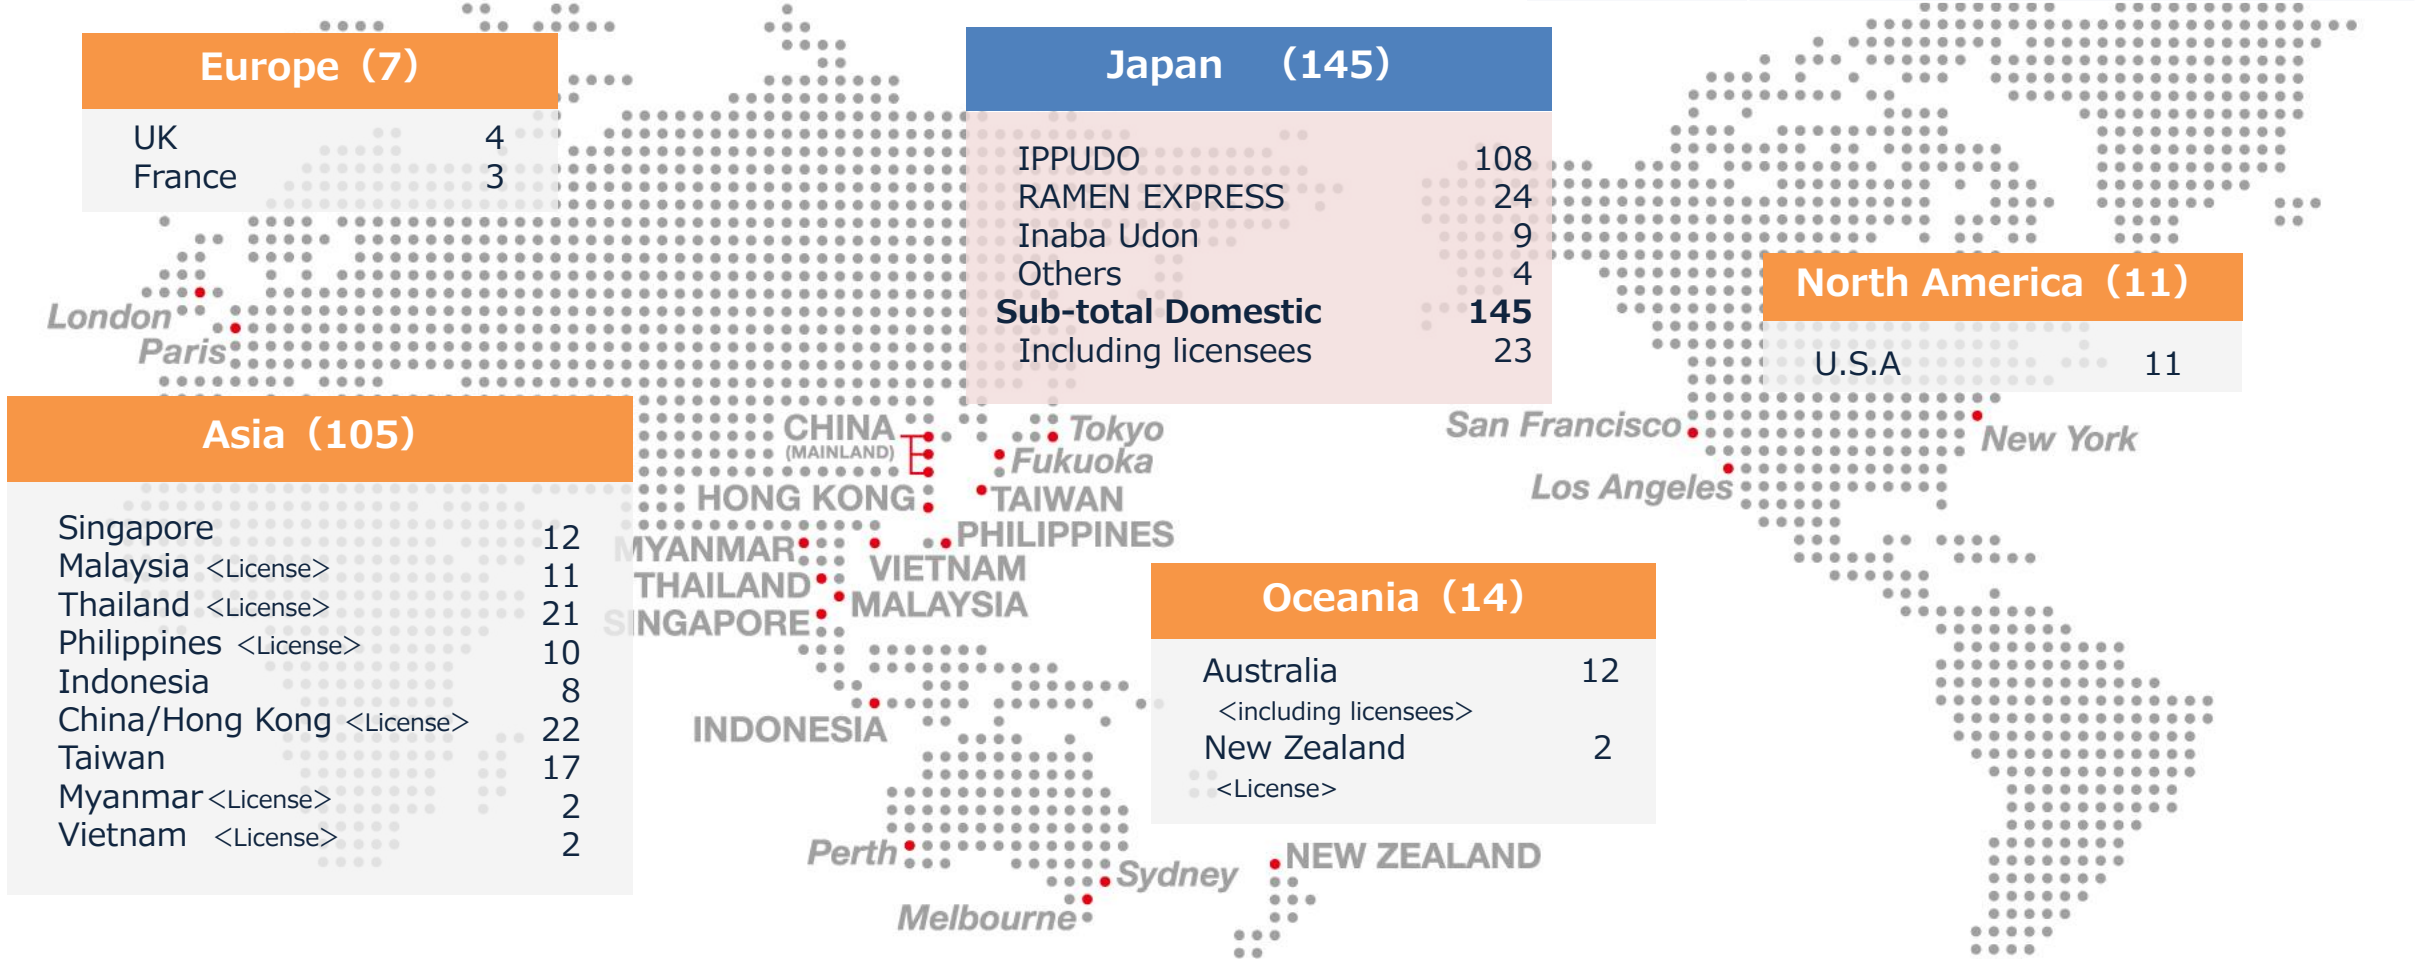 Europe（7）
UK 4
France 3
Japan （145）
IPPUDO 108
RAMEN EXPRESS 24
Inaba Udon 9
Others 4
Sub-total Domestic 145
Including licensees 23
North America（11）
U.S.A 11
London
Paris
Asia（105）
Singapore 12
Malaysia <License> 11
Thailand <License> 21
Philippines <License> 10
Indonesia 8
China/Hong Kong <License> 22
Taiwan 17
Myanmar <License> 2
Vietnam <License> 2
CHINA
(MAINLAND)
Tokyo
Fukuoka
HONG KONG
TAIWAN
PHILIPPINES
MYANMAR
VIETNAM
THAILAND
MALAYSIA
SINGAPORE
INDONESIA
San Francisco
New York
Los Angeles
Oceania（14）
Australia 12
<including licensees>
New Zealand 2
<License>
Perth
Sydney
Melbourne
NEW ZEALAND